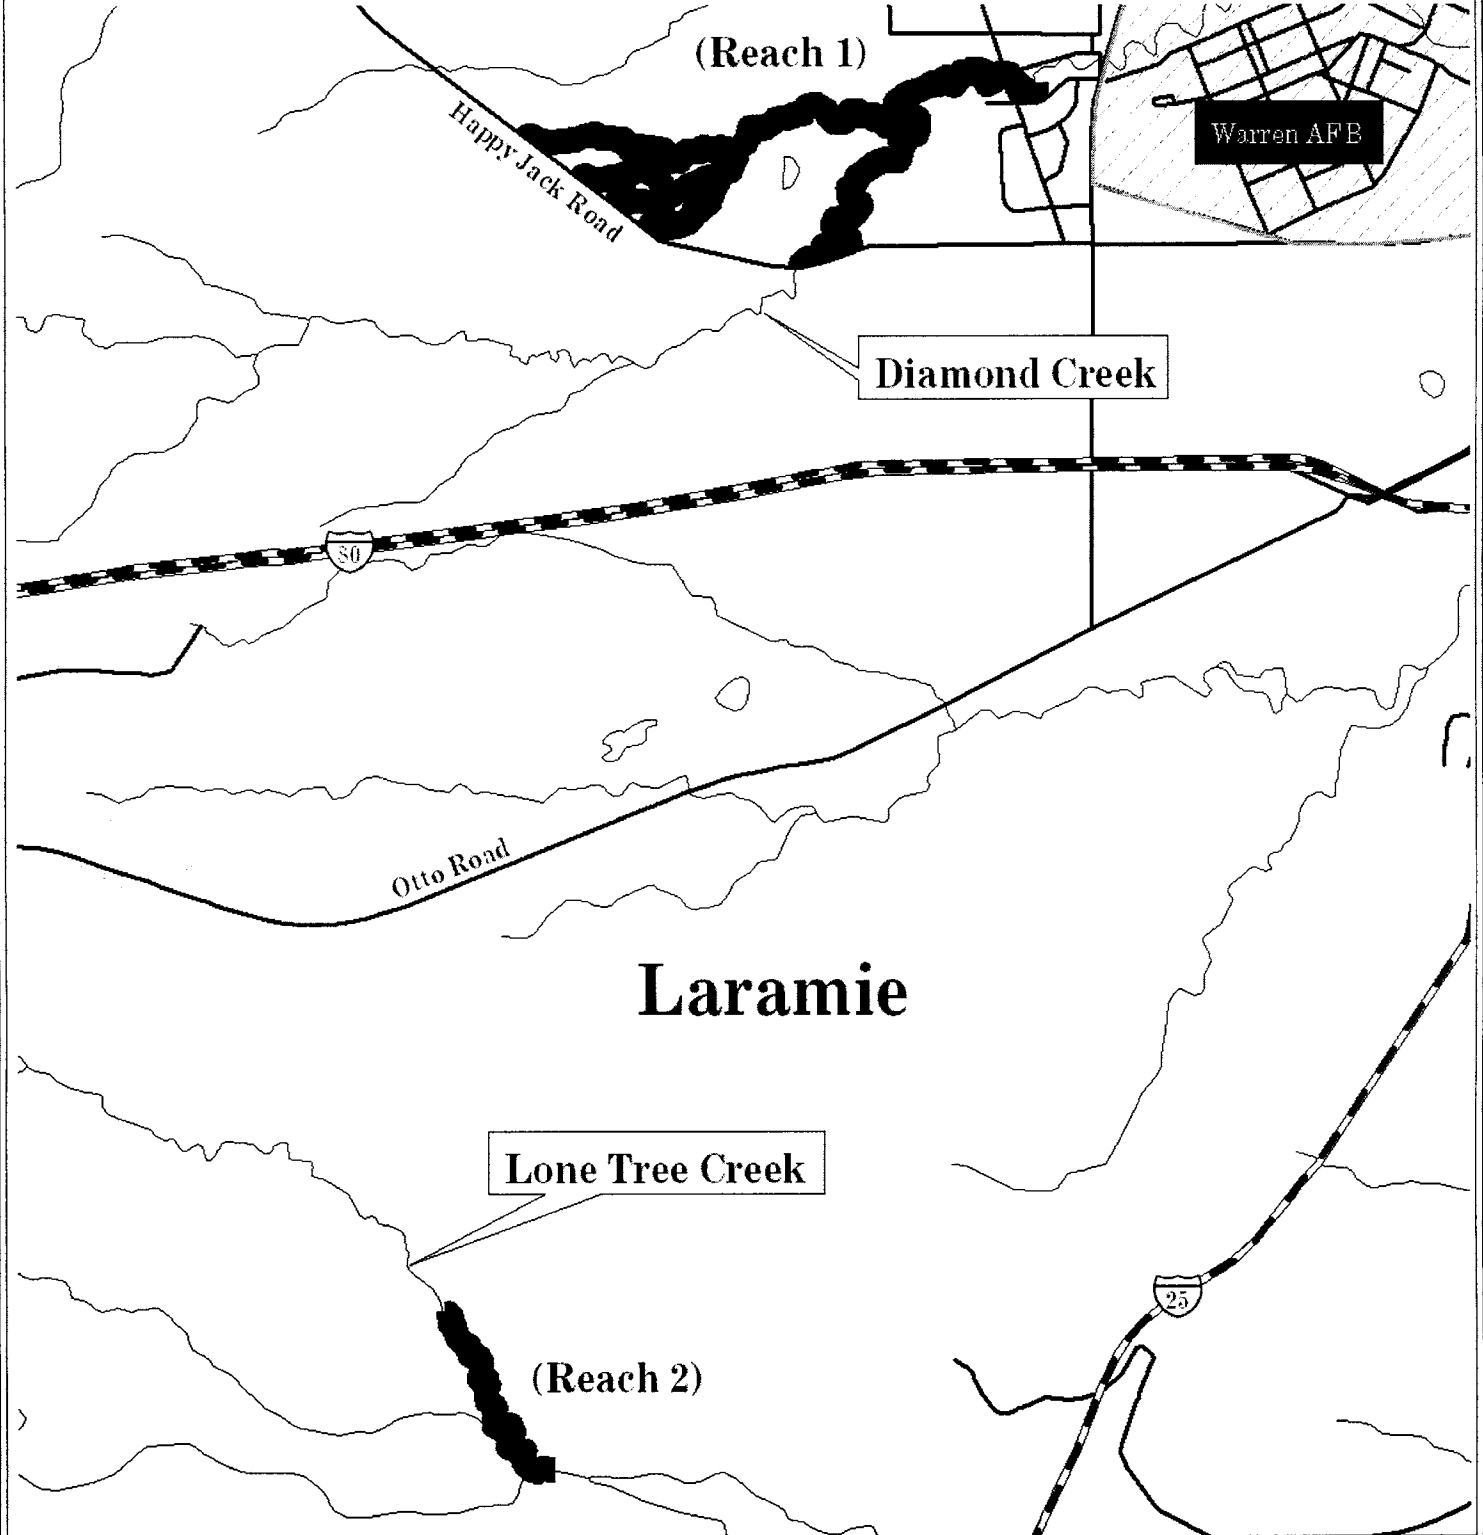 (Reach 1)
Happy Jack Road
Warren AFB
Diamond Creek
80
Otto Road
Laramie
Lone Tree Creek
25
(Reach 2)